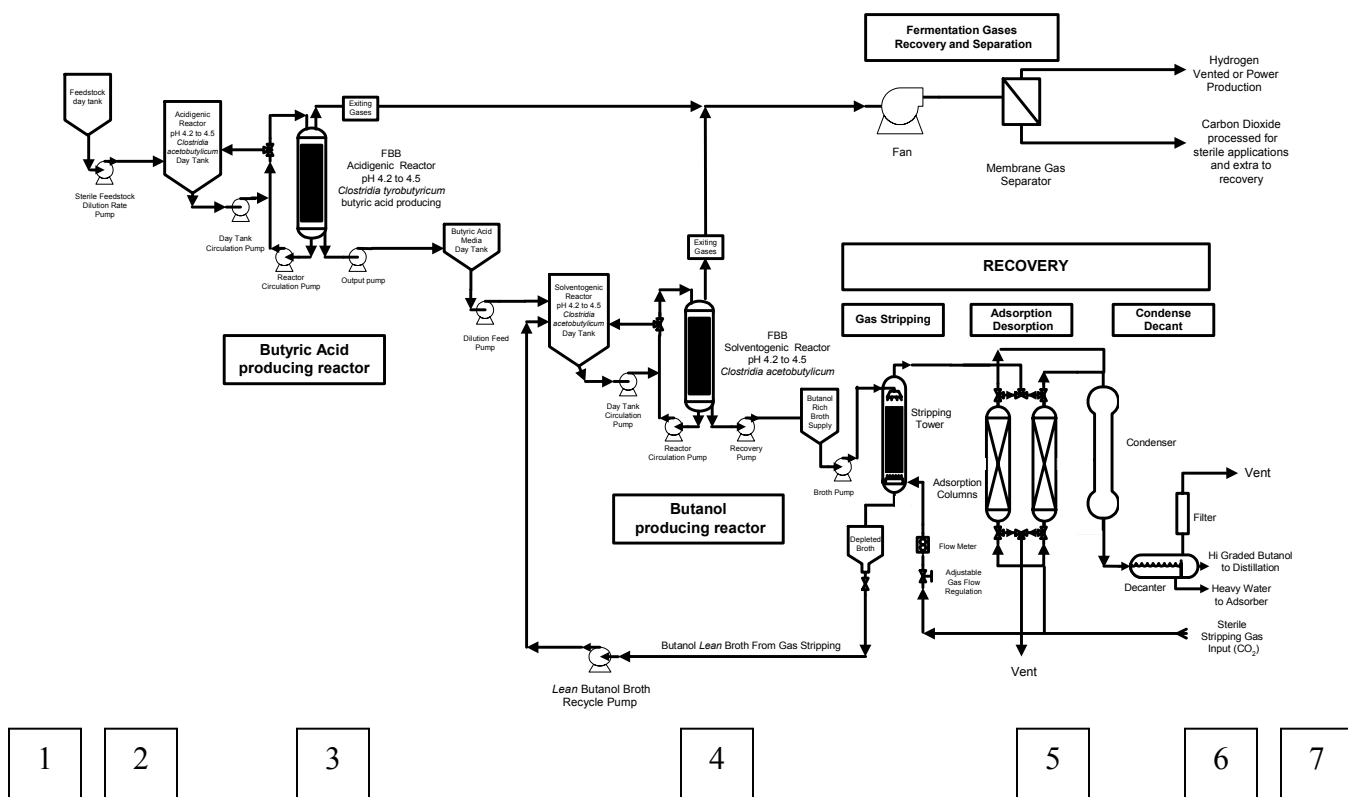 Fermentation Gases
Recovery and Separation
Hydrogen
Vented or Power
Production
Carbon Dioxide
processed for
sterile applications
and extra to
recovery
Fan
Membrane Gas
Separator
Feedstock
day tank
Sterile Feedstock
Dilution Rate
Pump
Acidigenic
Reactor
pH 4.2 to 4.5
Clostridia
acetobutylicum
Day Tank
Day Tank
Circulation Pump
Exiting
Gases
FBB
Acidigenic Reactor
pH 4.2 to 4.5
Clostridia tyrobutyricum
butyric acid producing
Reactor
Circulation Pump
Output pump
Butyric Acid
Media
Day Tank
Dilution Feed
Pump
Butyric Acid
producing reactor
Solventogenic
Reactor
pH 4.2 to 4.5
Clostridia
acetobutylicum
Day Tank
Day Tank
Circulation
Pump
Exiting
Gases
FBB
Solventogenic Reactor
pH 4.2 to 4.5
Clostridia acetobutylicum
Reactor
Circulation Pump
Recovery
Pump
Butanol
Rich
Broth
Supply
Broth Pump
Butanol
producing reactor
RECOVERY
Gas Stripping
Adsorption
Desorption
Condense
Decant
Stripping
Tower
Adsorption
Columns
Condenser
Vent
Filter
Depleted
Broth
Flow Meter
Adjustable
Gas Flow
Regulation
Decanter
Hi Graded Butanol
to Distillation
Heavy Water
to Adsorber
Sterile
Stripping Gas
Input (CO2)
Vent
Butanol Lean Broth From Gas Stripping
Lean Butanol Broth
Recycle Pump
1 2 3 4 5 6 7